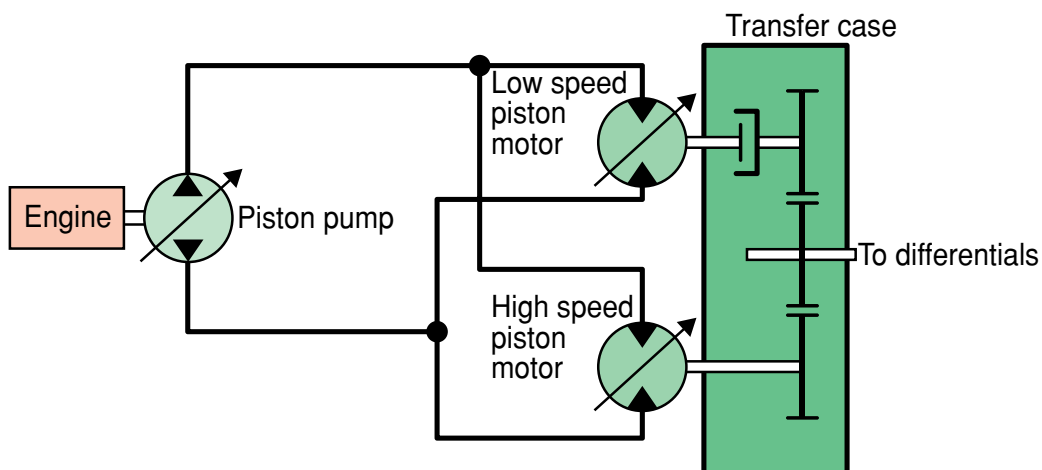 Transfer case
Low speed
piston
motor
Engine
Piston pump
To differentials
High speed
piston
motor